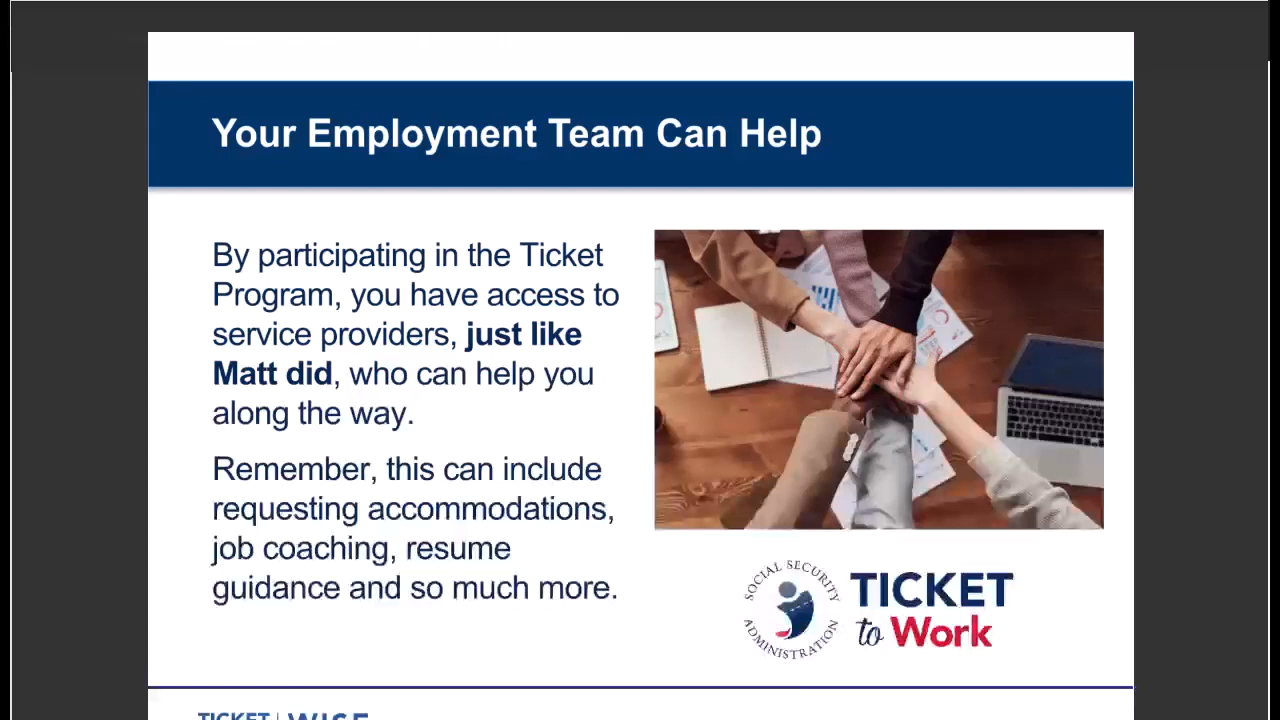 Your Employment Team Can Help
By participating in the Ticket
Program, you have access to
service providers, just like
Matt did, who can help you
along the way.
Remember, this can include
requesting accommodations,
job coaching, resume
guidance and so much more.
SOCIAL SECURITY ADMINISTRATION
TICKET
to Work
TICKET | WISE